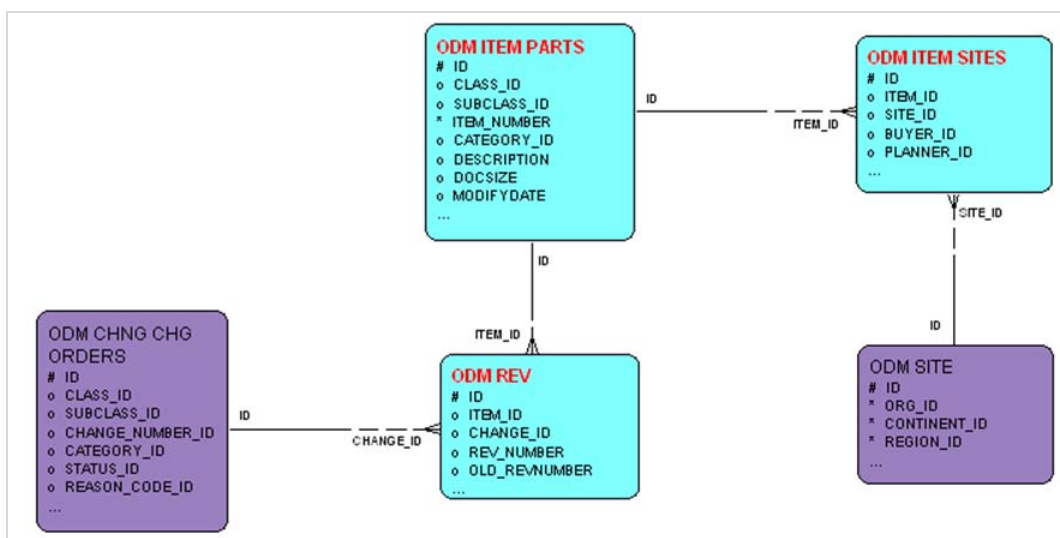 ODM ITEM PARTS
# ID
o CLASS_ID
o SUBCLASS_ID
* ITEM_NUMBER
o CATEGORY_ID
o DESCRIPTION
o DOCSIZE
o MODIFYDATE
...
ID
ITEM_ID
ODM ITEM SITES
# ID
o ITEM_ID
o SITE_ID
o BUYER_ID
o PLANNER_ID
...
SITE_ID
ID
ID
ITEM_ID
ODM CHNG CHG
ORDERS
# ID
o CLASS_ID
o SUBCLASS_ID
o CHANGE_NUMBER_ID
o CATEGORY_ID
o STATUS_ID
o REASON_CODE_ID
...
ID
CHANGE_ID
ODM REV
# ID
o ITEM_ID
o CHANGE_ID
o REV_NUMBER
o OLD_REVNUMBER
...
ODM SITE
# ID
* ORG_ID
* CONTINENT_ID
* REGION_ID
...